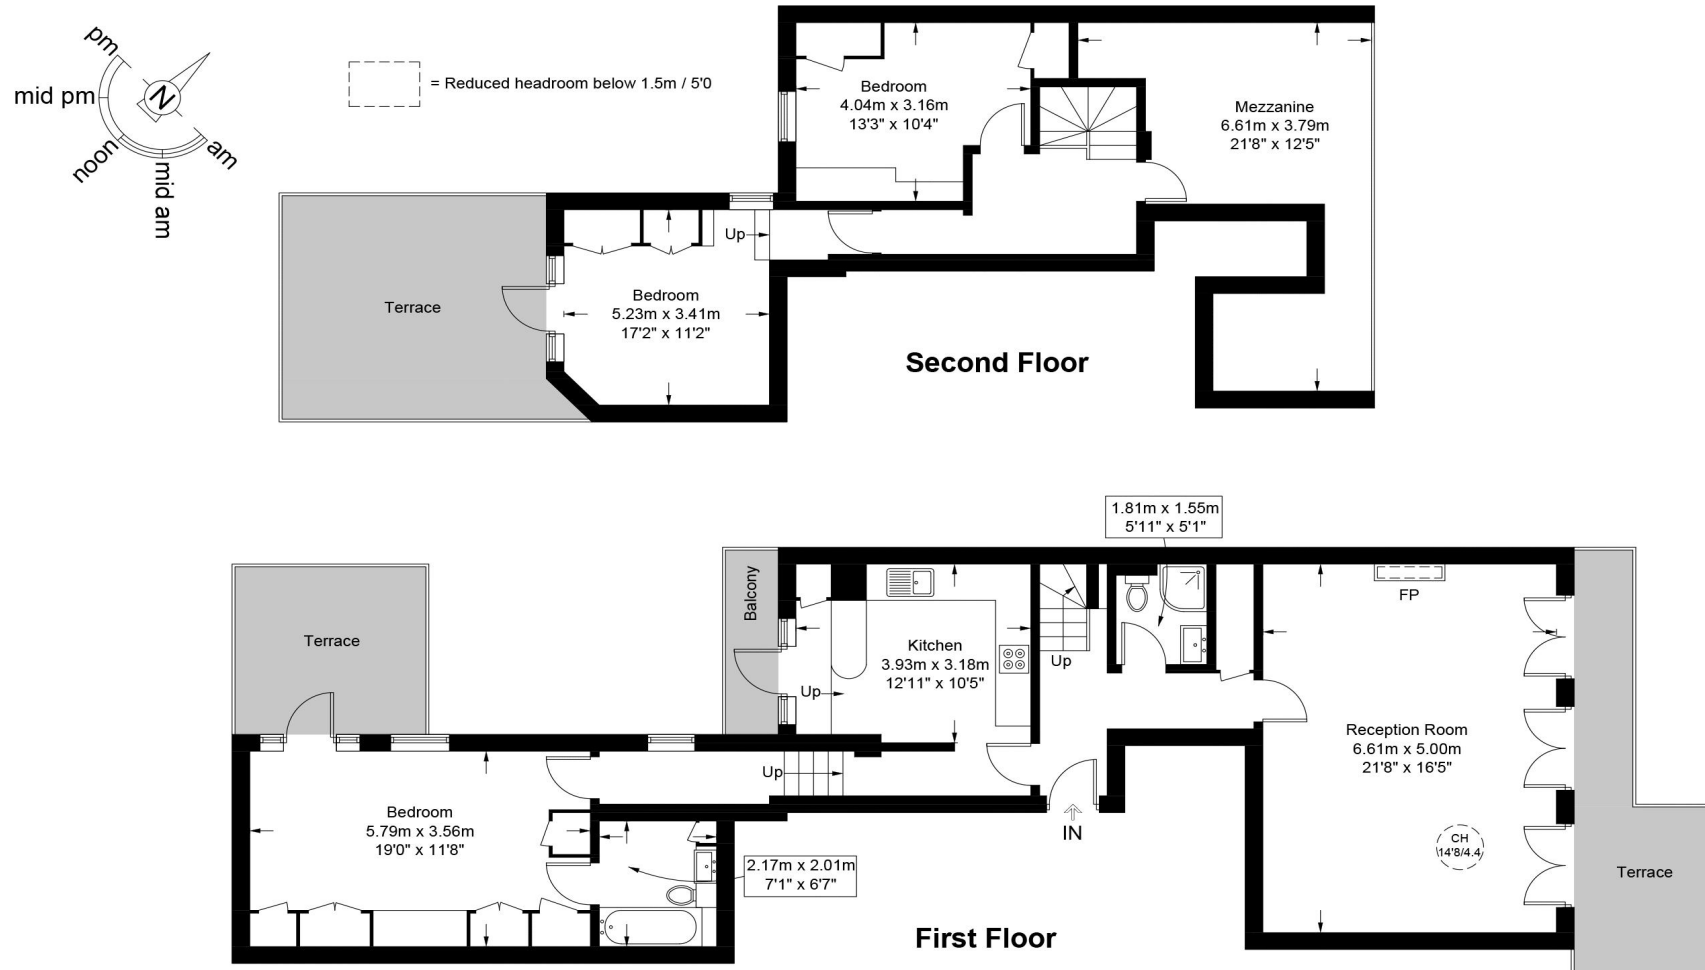 pm
mid pm
noon
mid am
am
N
= Reduced headroom below 1.5m / 5'0
Bedroom
4.04m x 3.16m
13'3" x 10'4"
Mezzanine
6.61m x 3.79m
21'8" x 12'5"
Up
Terrace
Bedroom
5.23m x 3.41m
17'2" x 11'2"
Second Floor
1.81m x 1.55m
5'11" x 5'1"
Balcony
Terrace
FP
Kitchen
3.93m x 3.18m
12'11" x 10'5"
Up
Up
Reception Room
6.61m x 5.00m
21'8" x 16'5"
Up
Bedroom
5.79m x 3.56m
19'0" x 11'8"
IN
CH
14'8/4.4
2.17m x 2.01m
7'1" x 6'7"
Terrace
First Floor